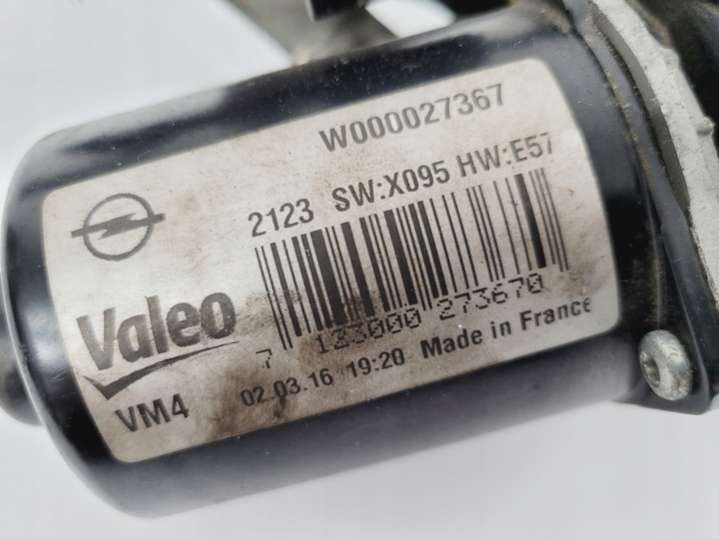 W000027367
2123 SW:X095 HW:E57
7 123000 273670
Valeo
VM4
02.03.16 19:20 Made in France